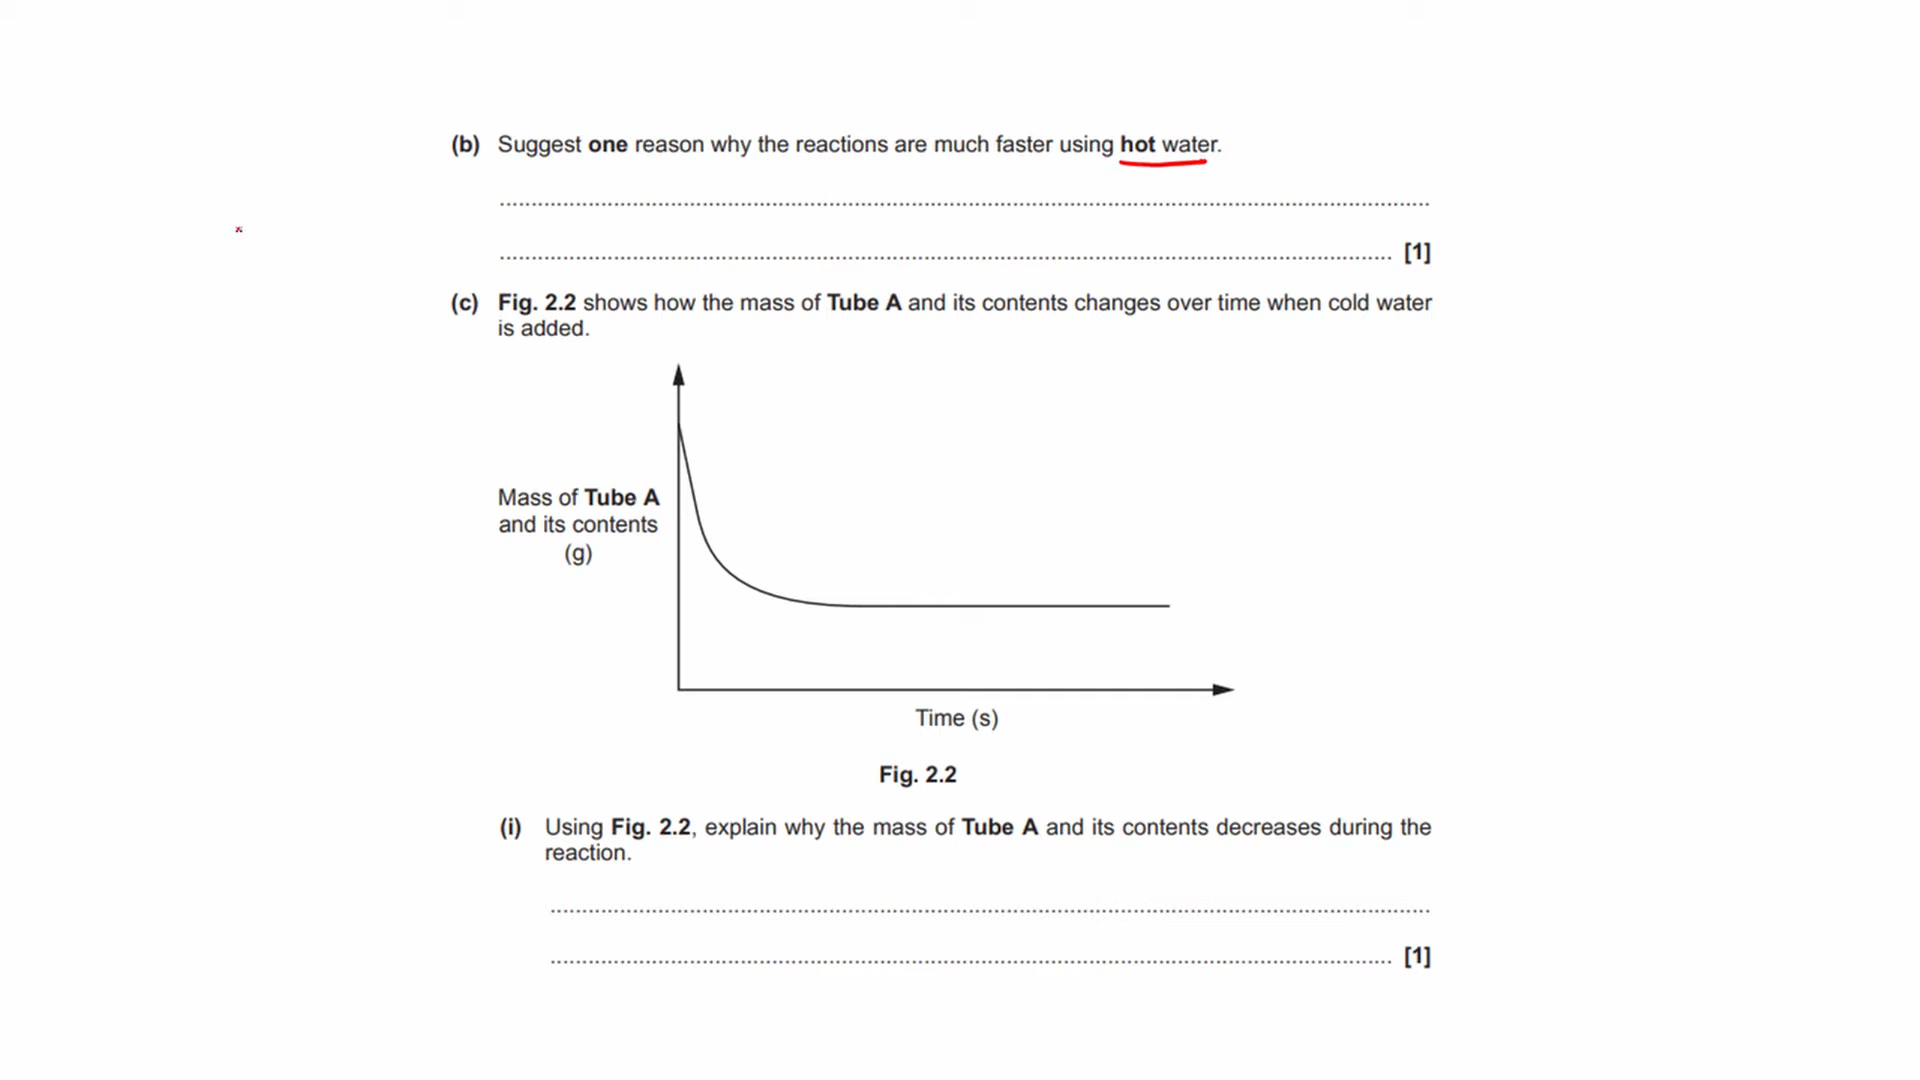 (b) Suggest one reason why the reactions are much faster using hot water.
.................................................................................................................................................
........................................................................................................................................... [1]
(c) Fig. 2.2 shows how the mass of Tube A and its contents changes over time when cold water
is added.
Mass of Tube A
and its contents
(g)
Time (s)
Fig. 2.2
(i) Using Fig. 2.2, explain why the mass of Tube A and its contents decreases during the
reaction.
.........................................................................................................................................
................................................................................................................................... [1]